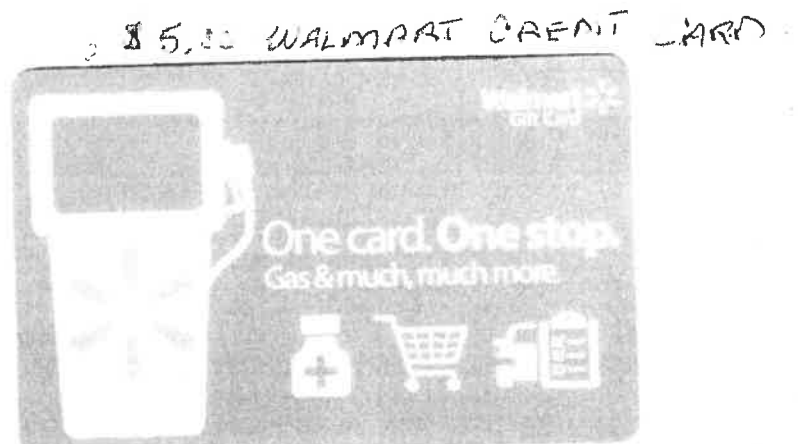 $5.00 WALMART CREDIT CARD
Walmart
Gift Card
One card. One stop.
Gas & much, much more.